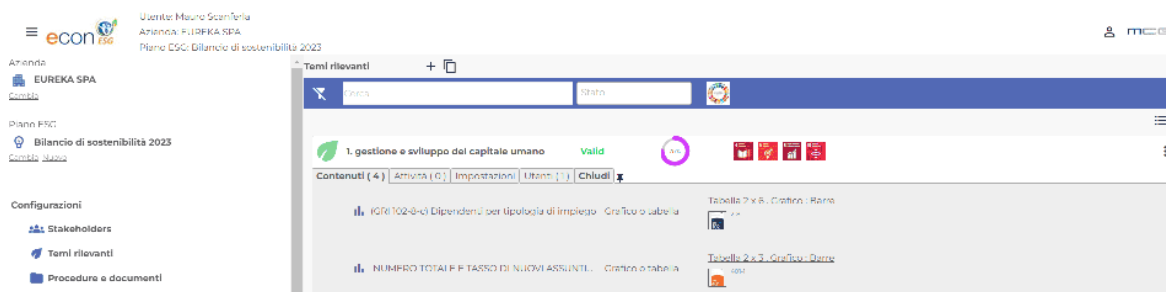 econ ESG
Utente: Mauro Scanferla
Azienda: EUREKA SPA
Piano ESG: Bilancio di sostenibilità 2023
Azienda
EUREKA SPA
Cambia
Piano ESG
Bilancio di sostenibilità 2023
Cambia Nuovo
Configurazioni
Stakeholders
Temi rilevanti
Procedure e documenti
Temi rilevanti
Cerca
Stato
1. gestione e sviluppo del capitale umano Valid
Contenuti ( 4 ) Attività ( 0 ) Impostazioni Utenti ( 1 ) Chiudi
(GRI 102-8-c) Dipendenti per tipologia di impiego Grafico o tabella Tabella 2 x 6. Grafico : Barre
NUMERO TOTALE E TASSO DI NUOVI ASSUNTI... Grafico o tabella Tabella 2 x 3. Grafico : Barre